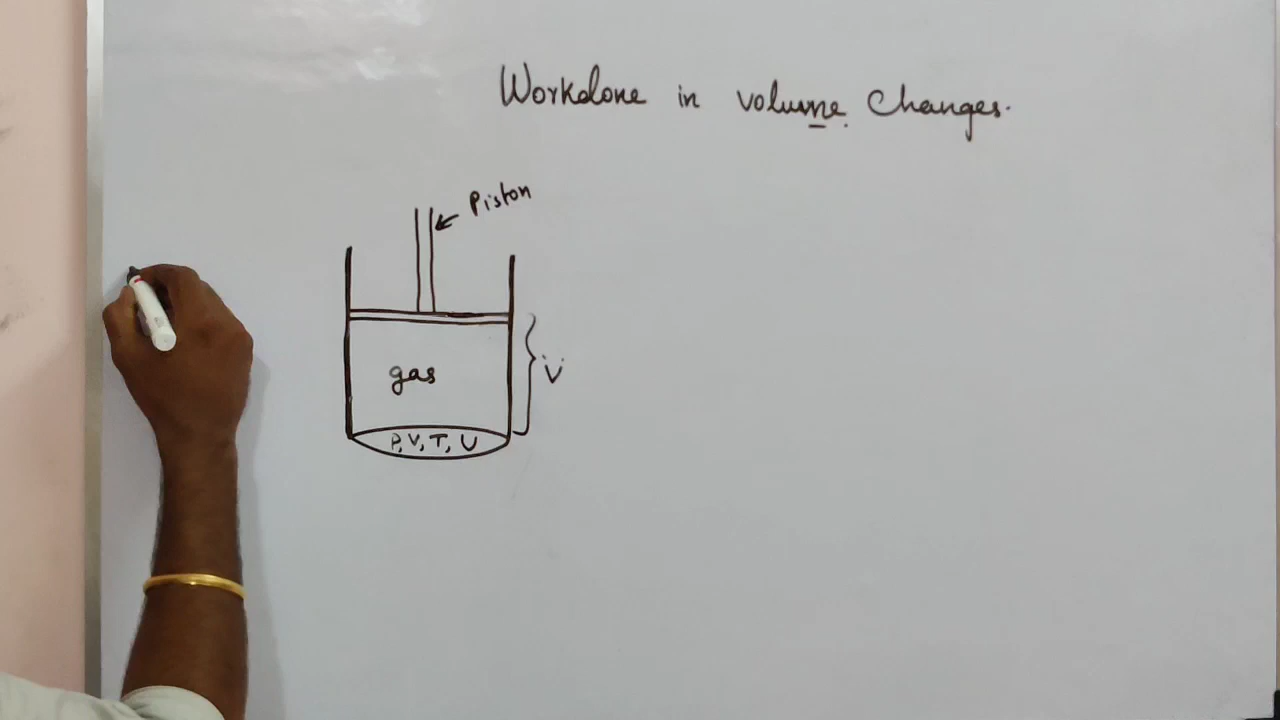 Workdone in volume Changes.
Piston
gas
V
P, V, T, U